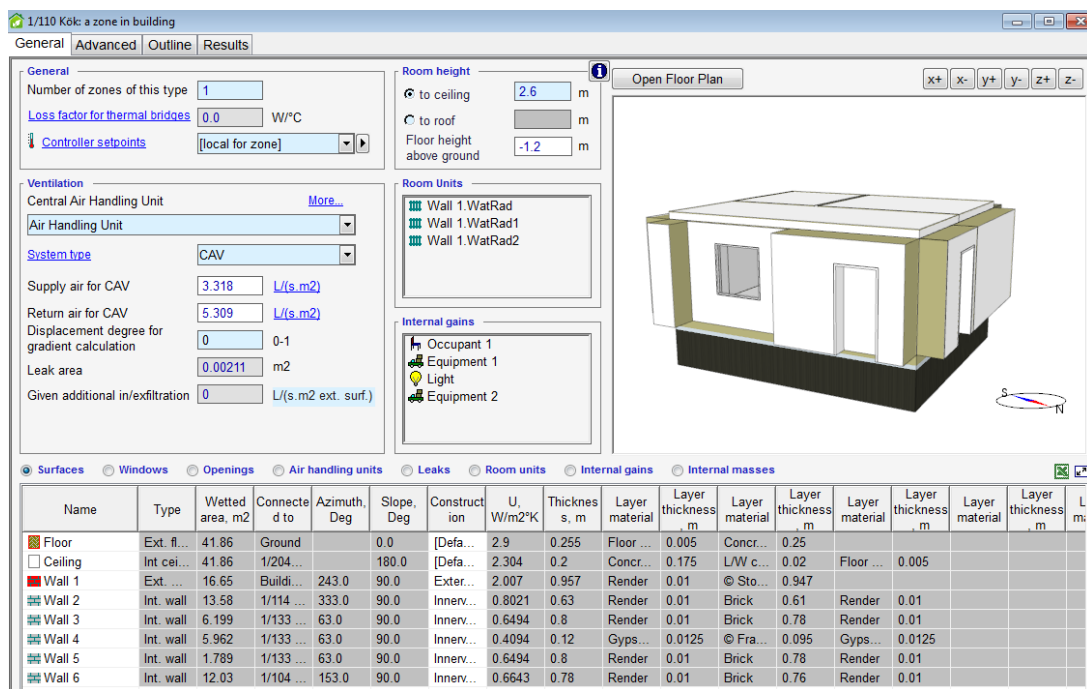 1/110 Kök: a zone in building
General Advanced Outline Results
General
Number of zones of this type 1
Loss factor for thermal bridges 0.0 W/°C
Controller setpoints [local for zone]
Ventilation
Central Air Handling Unit More...
Air Handling Unit
System type CAV
Supply air for CAV 3.318 L/(s.m2)
Return air for CAV 5.309 L/(s.m2)
Displacement degree for
gradient calculation 0 0-1
Leak area 0.00211 m2
Given additional in/exfiltration 0 L/(s.m2 ext. surf.)
Room height
to ceiling 2.6 m
to roof m
Floor height
above ground -1.2 m
Room Units
Wall 1.WatRad
Wall 1.WatRad1
Wall 1.WatRad2
Internal gains
Occupant 1
Equipment 1
Light
Equipment 2
Open Floor Plan x+ x- y+ y- z+ z-
S
N
Surfaces Windows Openings Air handling units Leaks Room units Internal gains Internal masses
Name Type Wetted area, m2 Connecte d to Azimuth, Deg Slope, Deg Construct ion U, W/m2°K Thicknes s, m Layer material Layer thickness , m Layer material Layer thickness , m Layer material Layer thickness , m Layer material Layer thickness , m L ma
Floor Ext. fl... 41.86 Ground 0.0 [Defa... 2.9 0.255 Floor ... 0.005 Concr... 0.25
Ceiling Int cei... 41.86 1/204... 180.0 [Defa... 2.304 0.2 Concr... 0.175 L/W c... 0.02 Floor ... 0.005
Wall 1 Ext. ... 16.65 Buildi... 243.0 90.0 Exter... 2.007 0.957 Render 0.01 © Sto... 0.947
Wall 2 Int. wall 13.58 1/114 ... 333.0 90.0 Innerv... 0.8021 0.63 Render 0.01 Brick 0.61 Render 0.01
Wall 3 Int. wall 6.199 1/133 ... 63.0 90.0 Innerv... 0.6494 0.8 Render 0.01 Brick 0.78 Render 0.01
Wall 4 Int. wall 5.962 1/133 ... 63.0 90.0 Innerv... 0.4094 0.12 Gyps... 0.0125 © Fra... 0.095 Gyps... 0.0125
Wall 5 Int. wall 1.789 1/133 ... 63.0 90.0 Innerv... 0.6494 0.8 Render 0.01 Brick 0.78 Render 0.01
Wall 6 Int. wall 12.03 1/104 ... 153.0 90.0 Innerv... 0.6643 0.78 Render 0.01 Brick 0.76 Render 0.01